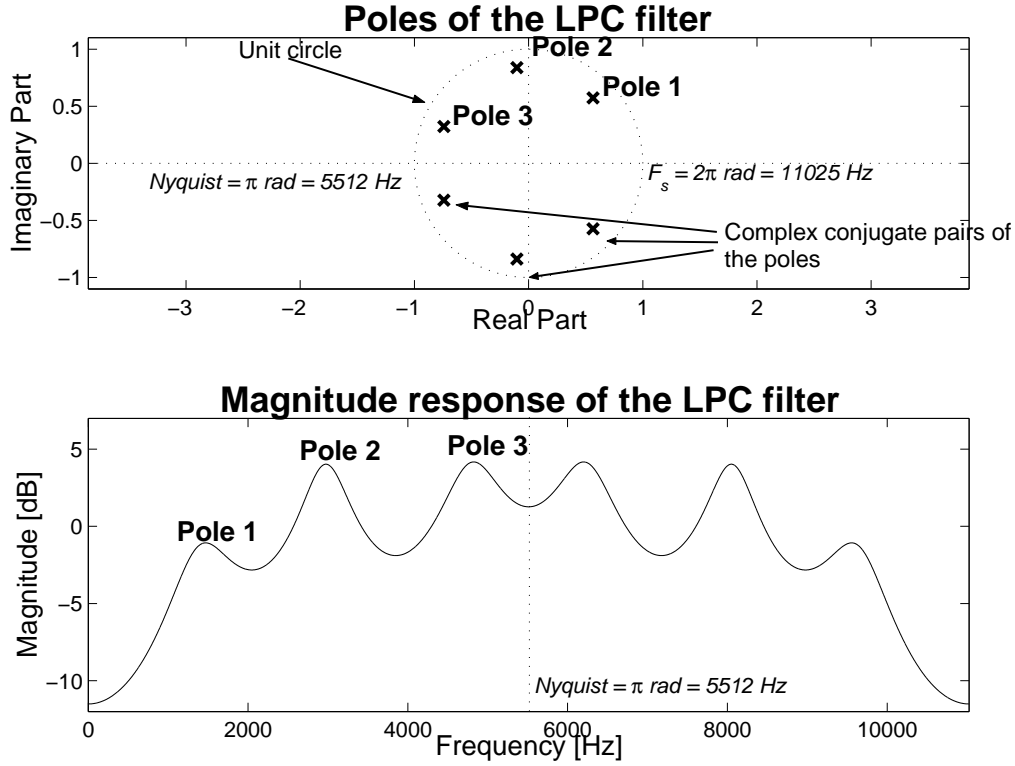 Poles of the LPC filter
Unit circle
Pole 2
Pole 1
Pole 3
Nyquist = π rad = 5512 Hz
F_s = 2π rad = 11025 Hz
Complex conjugate pairs of
the poles
1
0.5
0
−0.5
−1
Imaginary Part
−3
−2
−1
0
1
2
3
Real Part
Magnitude response of the LPC filter
Pole 1
Pole 2
Pole 3
Nyquist = π rad = 5512 Hz
5
0
−5
−10
Magnitude [dB]
0
2000
4000
6000
8000
10000
Frequency [Hz]